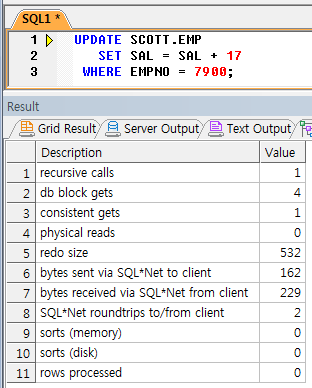 SQL1 *
1 UPDATE SCOTT.EMP
2 SET SAL = SAL + 17
3 WHERE EMPNO = 7900;
Result
Grid Result Server Output Text Output
Description Value
1 recursive calls 1
2 db block gets 4
3 consistent gets 1
4 physical reads 0
5 redo size 532
6 bytes sent via SQL*Net to client 162
7 bytes received via SQL*Net from client 229
8 SQL*Net roundtrips to/from client 2
9 sorts (memory) 0
10 sorts (disk) 0
11 rows processed 0